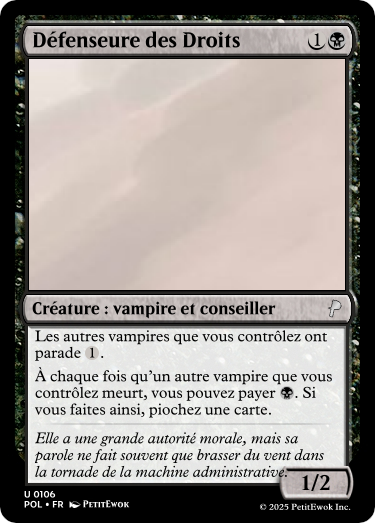 Défenseure des Droits 1
Créature : vampire et conseiller
Les autres vampires que vous contrôlez ont
parade 1.
À chaque fois qu'un autre vampire que vous
contrôlez meurt, vous pouvez payer . Si
vous faites ainsi, piochez une carte.
Elle a une grande autorité morale, mais sa
parole ne fait souvent que brasser du vent dans
la tornade de la machine administrative.
1/2
U 0106
POL • FR PetitEwok
© 2025 PetitEwok Inc.